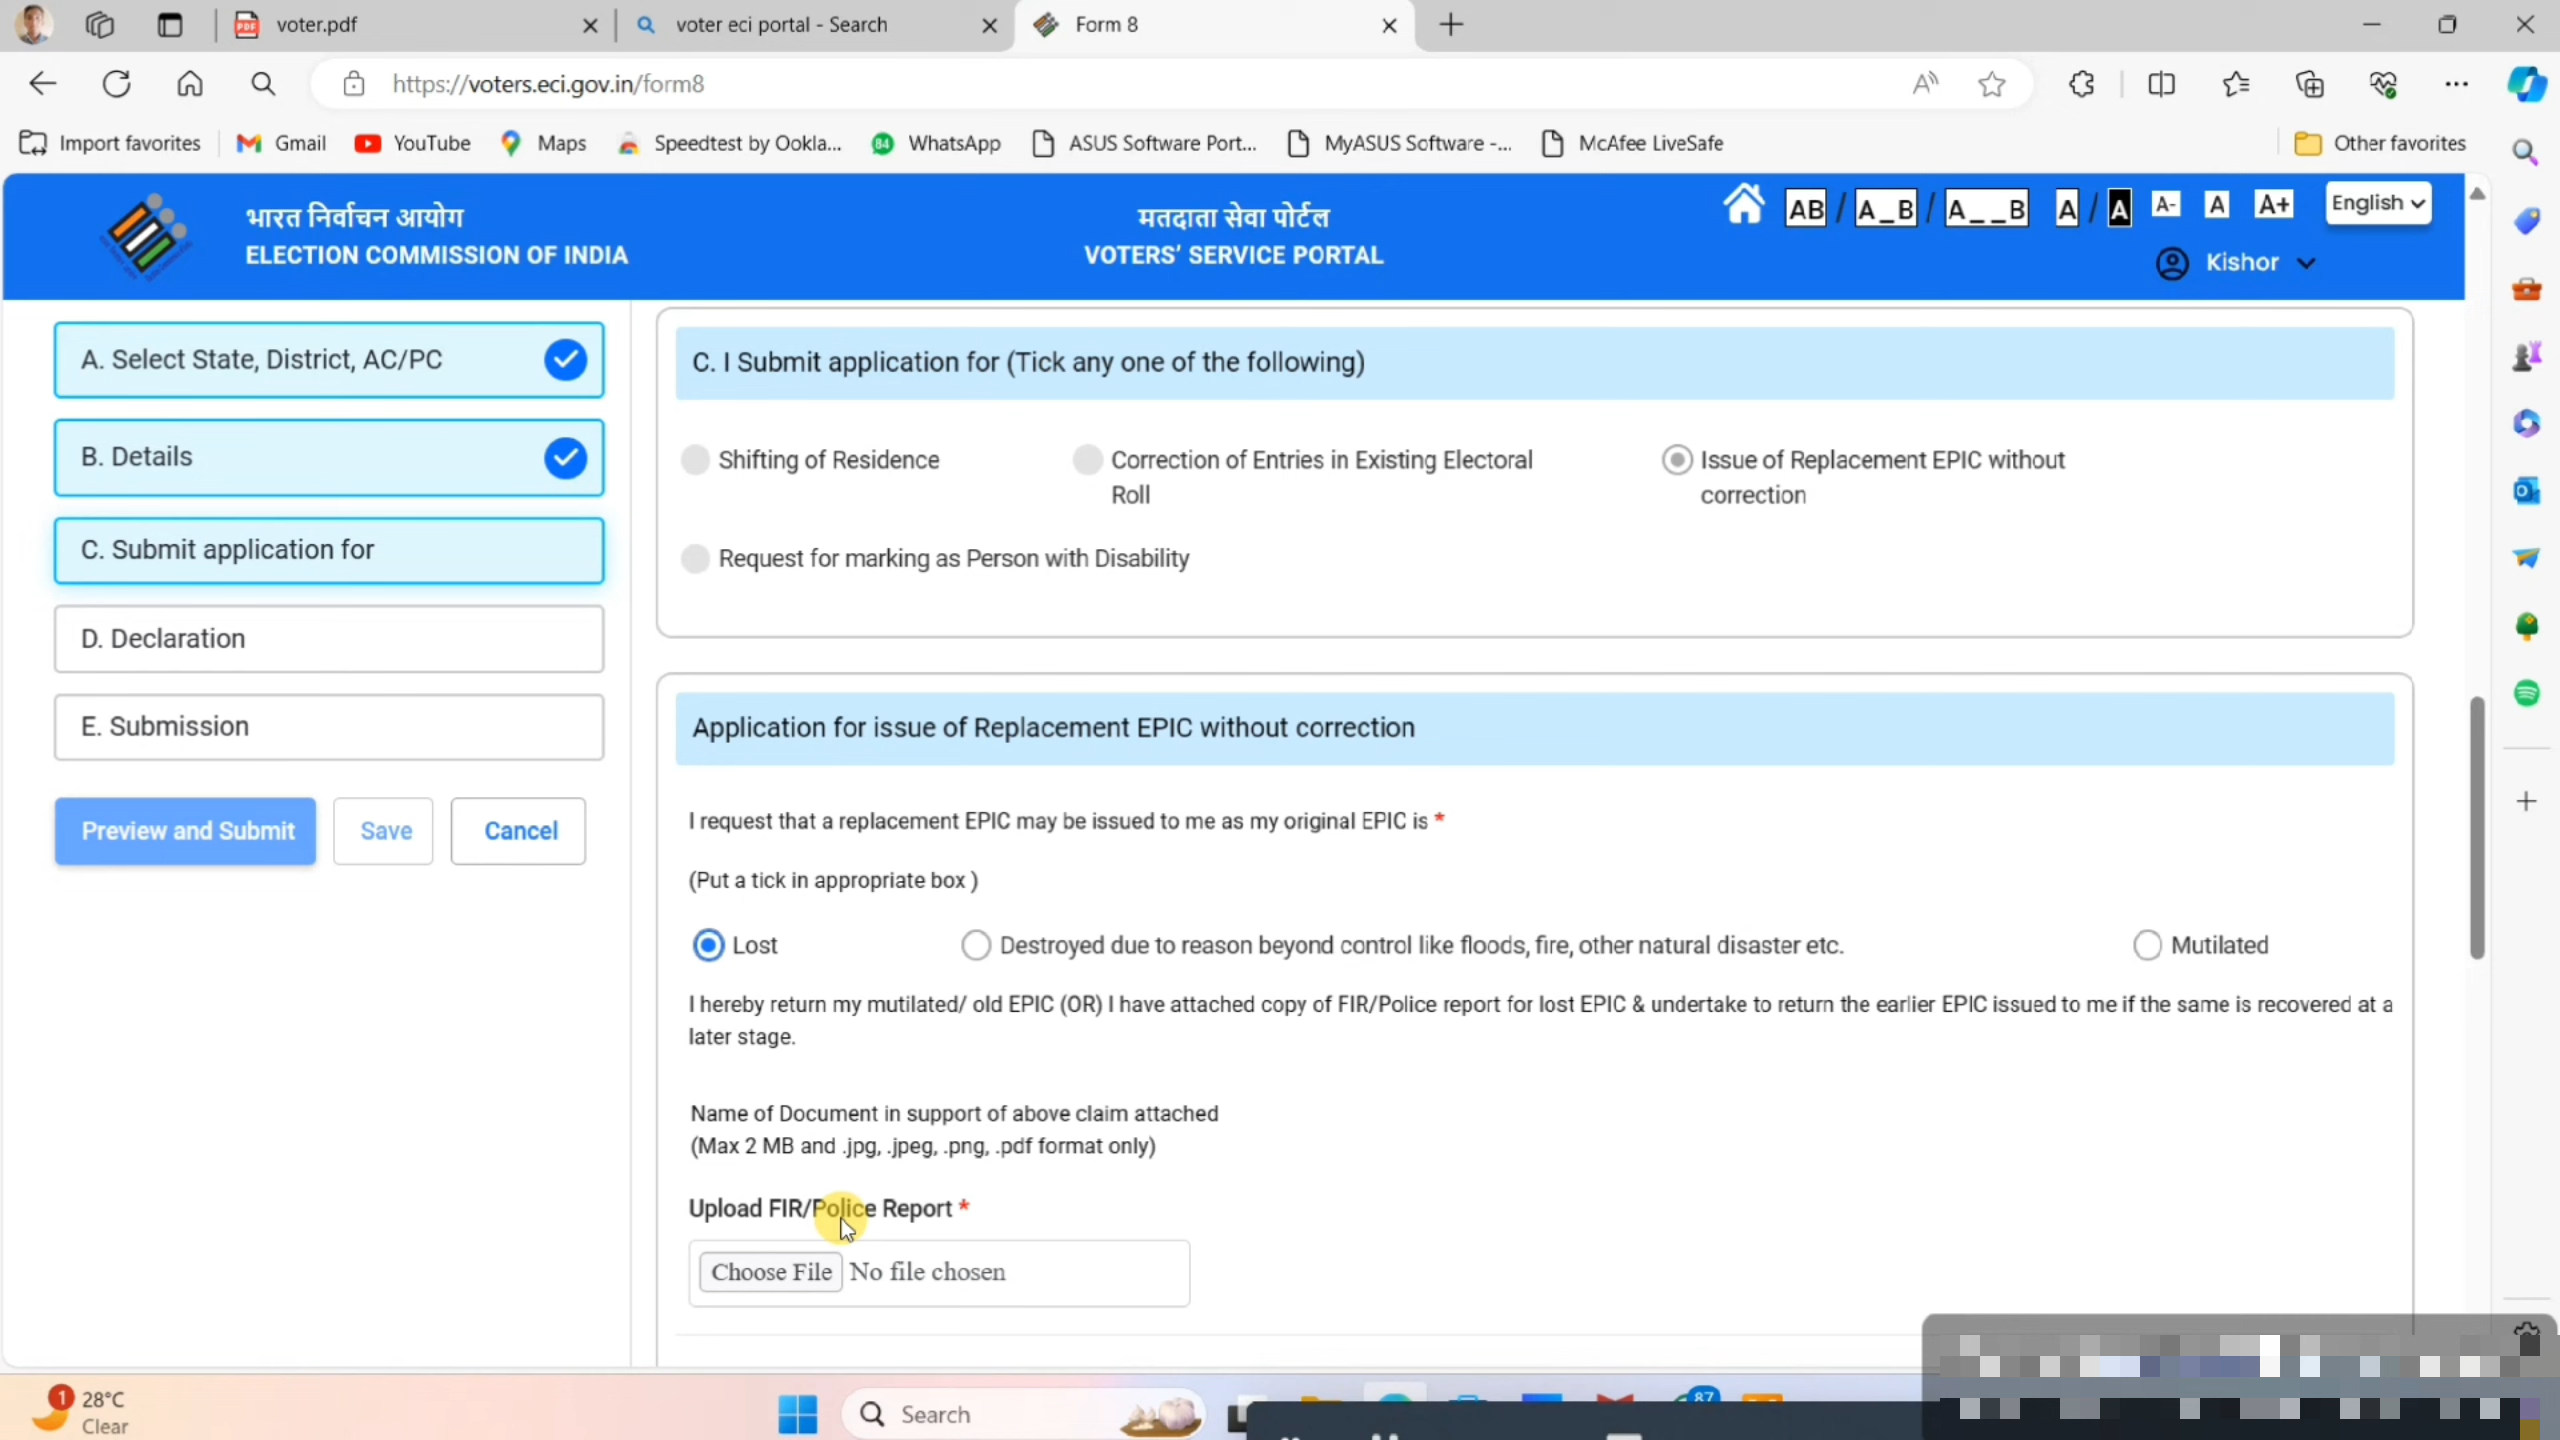 voter.pdf
voter eci portal - Search
Form 8
https://voters.eci.gov.in/form8
Import favorites
Gmail
YouTube
Maps
Speedtest by Ookla...
84
WhatsApp
ASUS Software Port...
MyASUS Software -...
McAfee LiveSafe
Other favorites
भारत निर्वाचन आयोग
ELECTION COMMISSION OF INDIA
मतदाता सेवा पोर्टल
VOTERS’ SERVICE PORTAL
AB / A_B / A__B A / A A- A A+ English
Kishor
A. Select State, District, AC/PC
B. Details
C. Submit application for
D. Declaration
E. Submission
Preview and Submit
Save
Cancel
C. I Submit application for (Tick any one of the following)
Shifting of Residence
Correction of Entries in Existing Electoral
Roll
Issue of Replacement EPIC without
correction
Request for marking as Person with Disability
Application for issue of Replacement EPIC without correction
I request that a replacement EPIC may be issued to me as my original EPIC is *
(Put a tick in appropriate box )
Lost
Destroyed due to reason beyond control like floods, fire, other natural disaster etc.
Mutilated
I hereby return my mutilated/ old EPIC (OR) I have attached copy of FIR/Police report for lost EPIC & undertake to return the earlier EPIC issued to me if the same is recovered at a
later stage.
Name of Document in support of above claim attached
(Max 2 MB and .jpg, .jpeg, .png, .pdf format only)
Upload FIR/Police Report *
Choose File No file chosen
1
28°C
Clear
Search
87